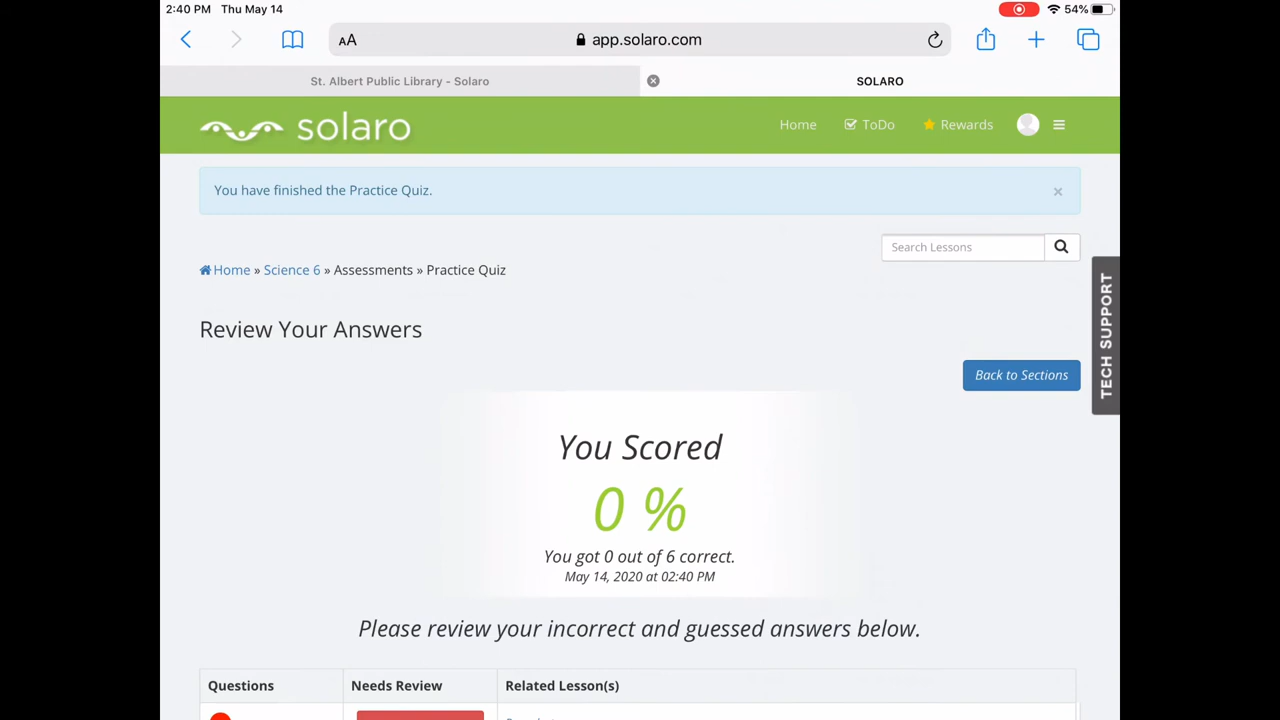 2:40 PM Thu May 14
54%
AA
app.solaro.com
St. Albert Public Library - Solaro
SOLARO
solaro
Home
ToDo
Rewards
You have finished the Practice Quiz.
×
Search Lessons
Home » Science 6 » Assessments » Practice Quiz
TECH SUPPORT
Review Your Answers
Back to Sections
You Scored
0 %
You got 0 out of 6 correct.
May 14, 2020 at 02:40 PM
Please review your incorrect and guessed answers below.
Questions
Needs Review
Related Lesson(s)